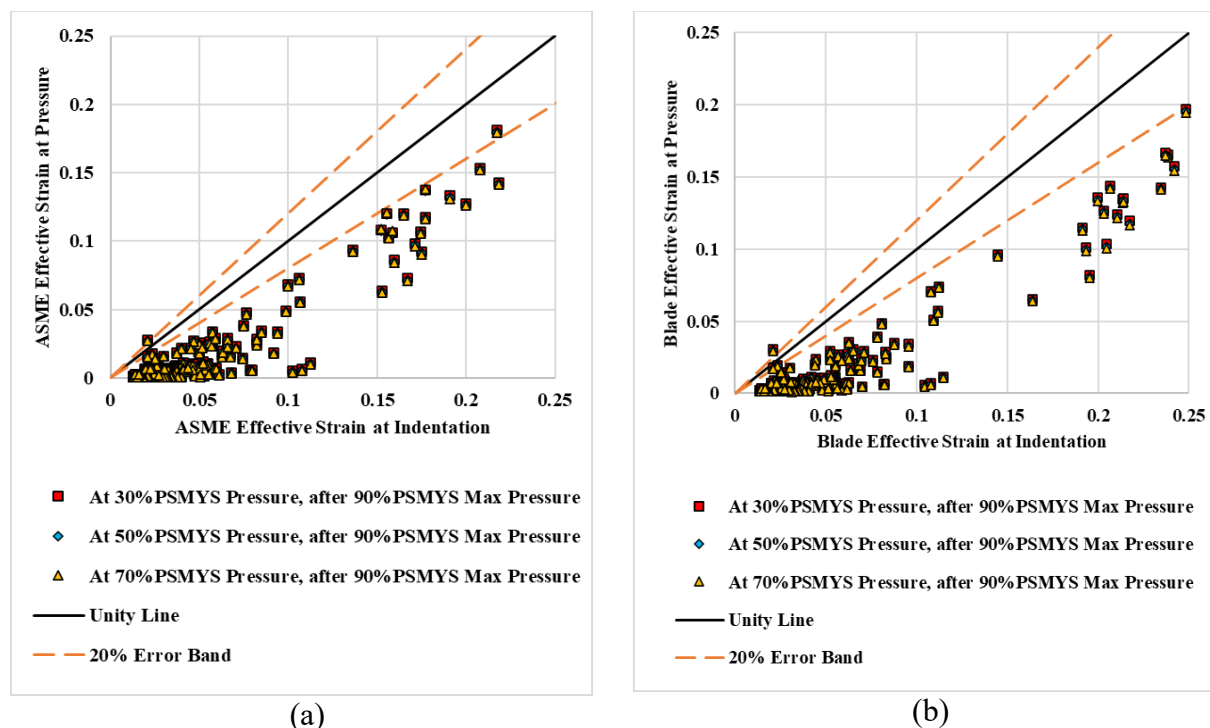 0.25
0.2
0.15
0.1
0.05
0
ASME Effective Strain at Pressure
0 0.05 0.1 0.15 0.2 0.25
ASME Effective Strain at Indentation
At 30%PSMYS Pressure, after 90%PSMYS Max Pressure
At 50%PSMYS Pressure, after 90%PSMYS Max Pressure
At 70%PSMYS Pressure, after 90%PSMYS Max Pressure
Unity Line
20% Error Band
(a)
0.25
0.2
0.15
0.1
0.05
0
Blade Effective Strain at Pressure
0 0.05 0.1 0.15 0.2 0.25
Blade Effective Strain at Indentation
At 30%PSMYS Pressure, after 90%PSMYS Max Pressure
At 50%PSMYS Pressure, after 90%PSMYS Max Pressure
At 70%PSMYS Pressure, after 90%PSMYS Max Pressure
Unity Line
20% Error Band
(b)